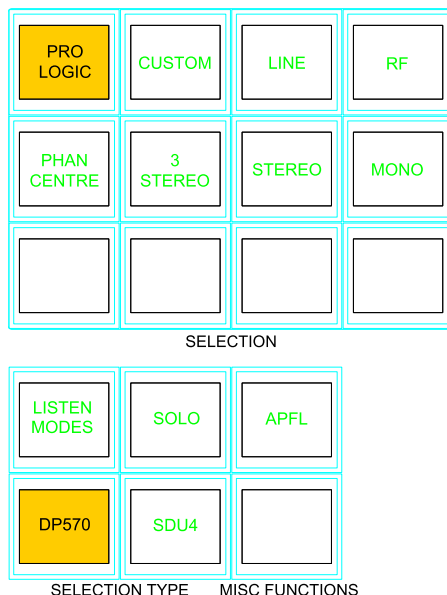 PRO
LOGIC
CUSTOM
LINE
RF
PHAN
CENTRE
3
STEREO
STEREO
MONO
SELECTION
LISTEN
MODES
SOLO
APFL
DP570
SDU4
SELECTION TYPE
MISC FUNCTIONS